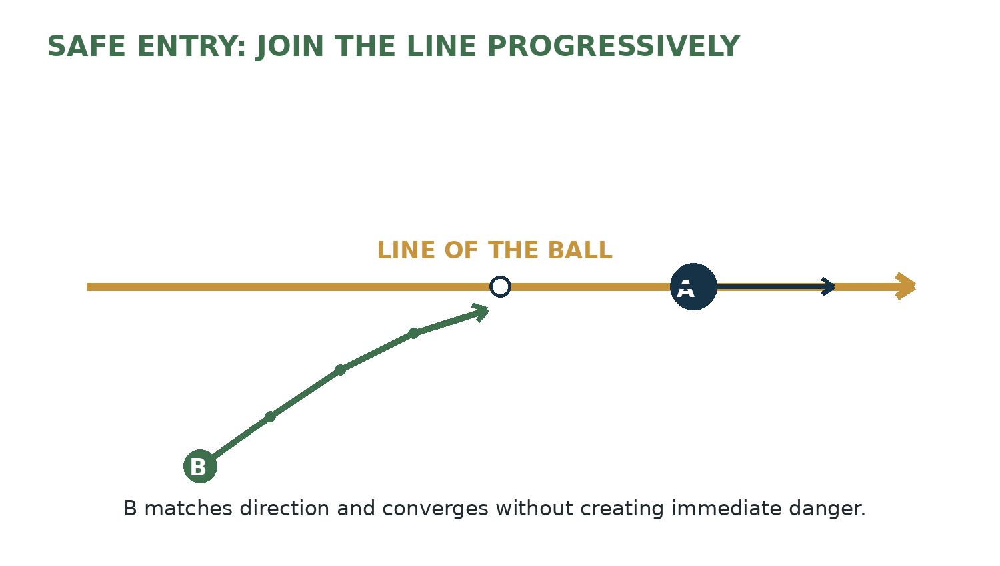 SAFE ENTRY: JOIN THE LINE PROGRESSIVELY
LINE OF THE BALL
A
B
B matches direction and converges without creating immediate danger.